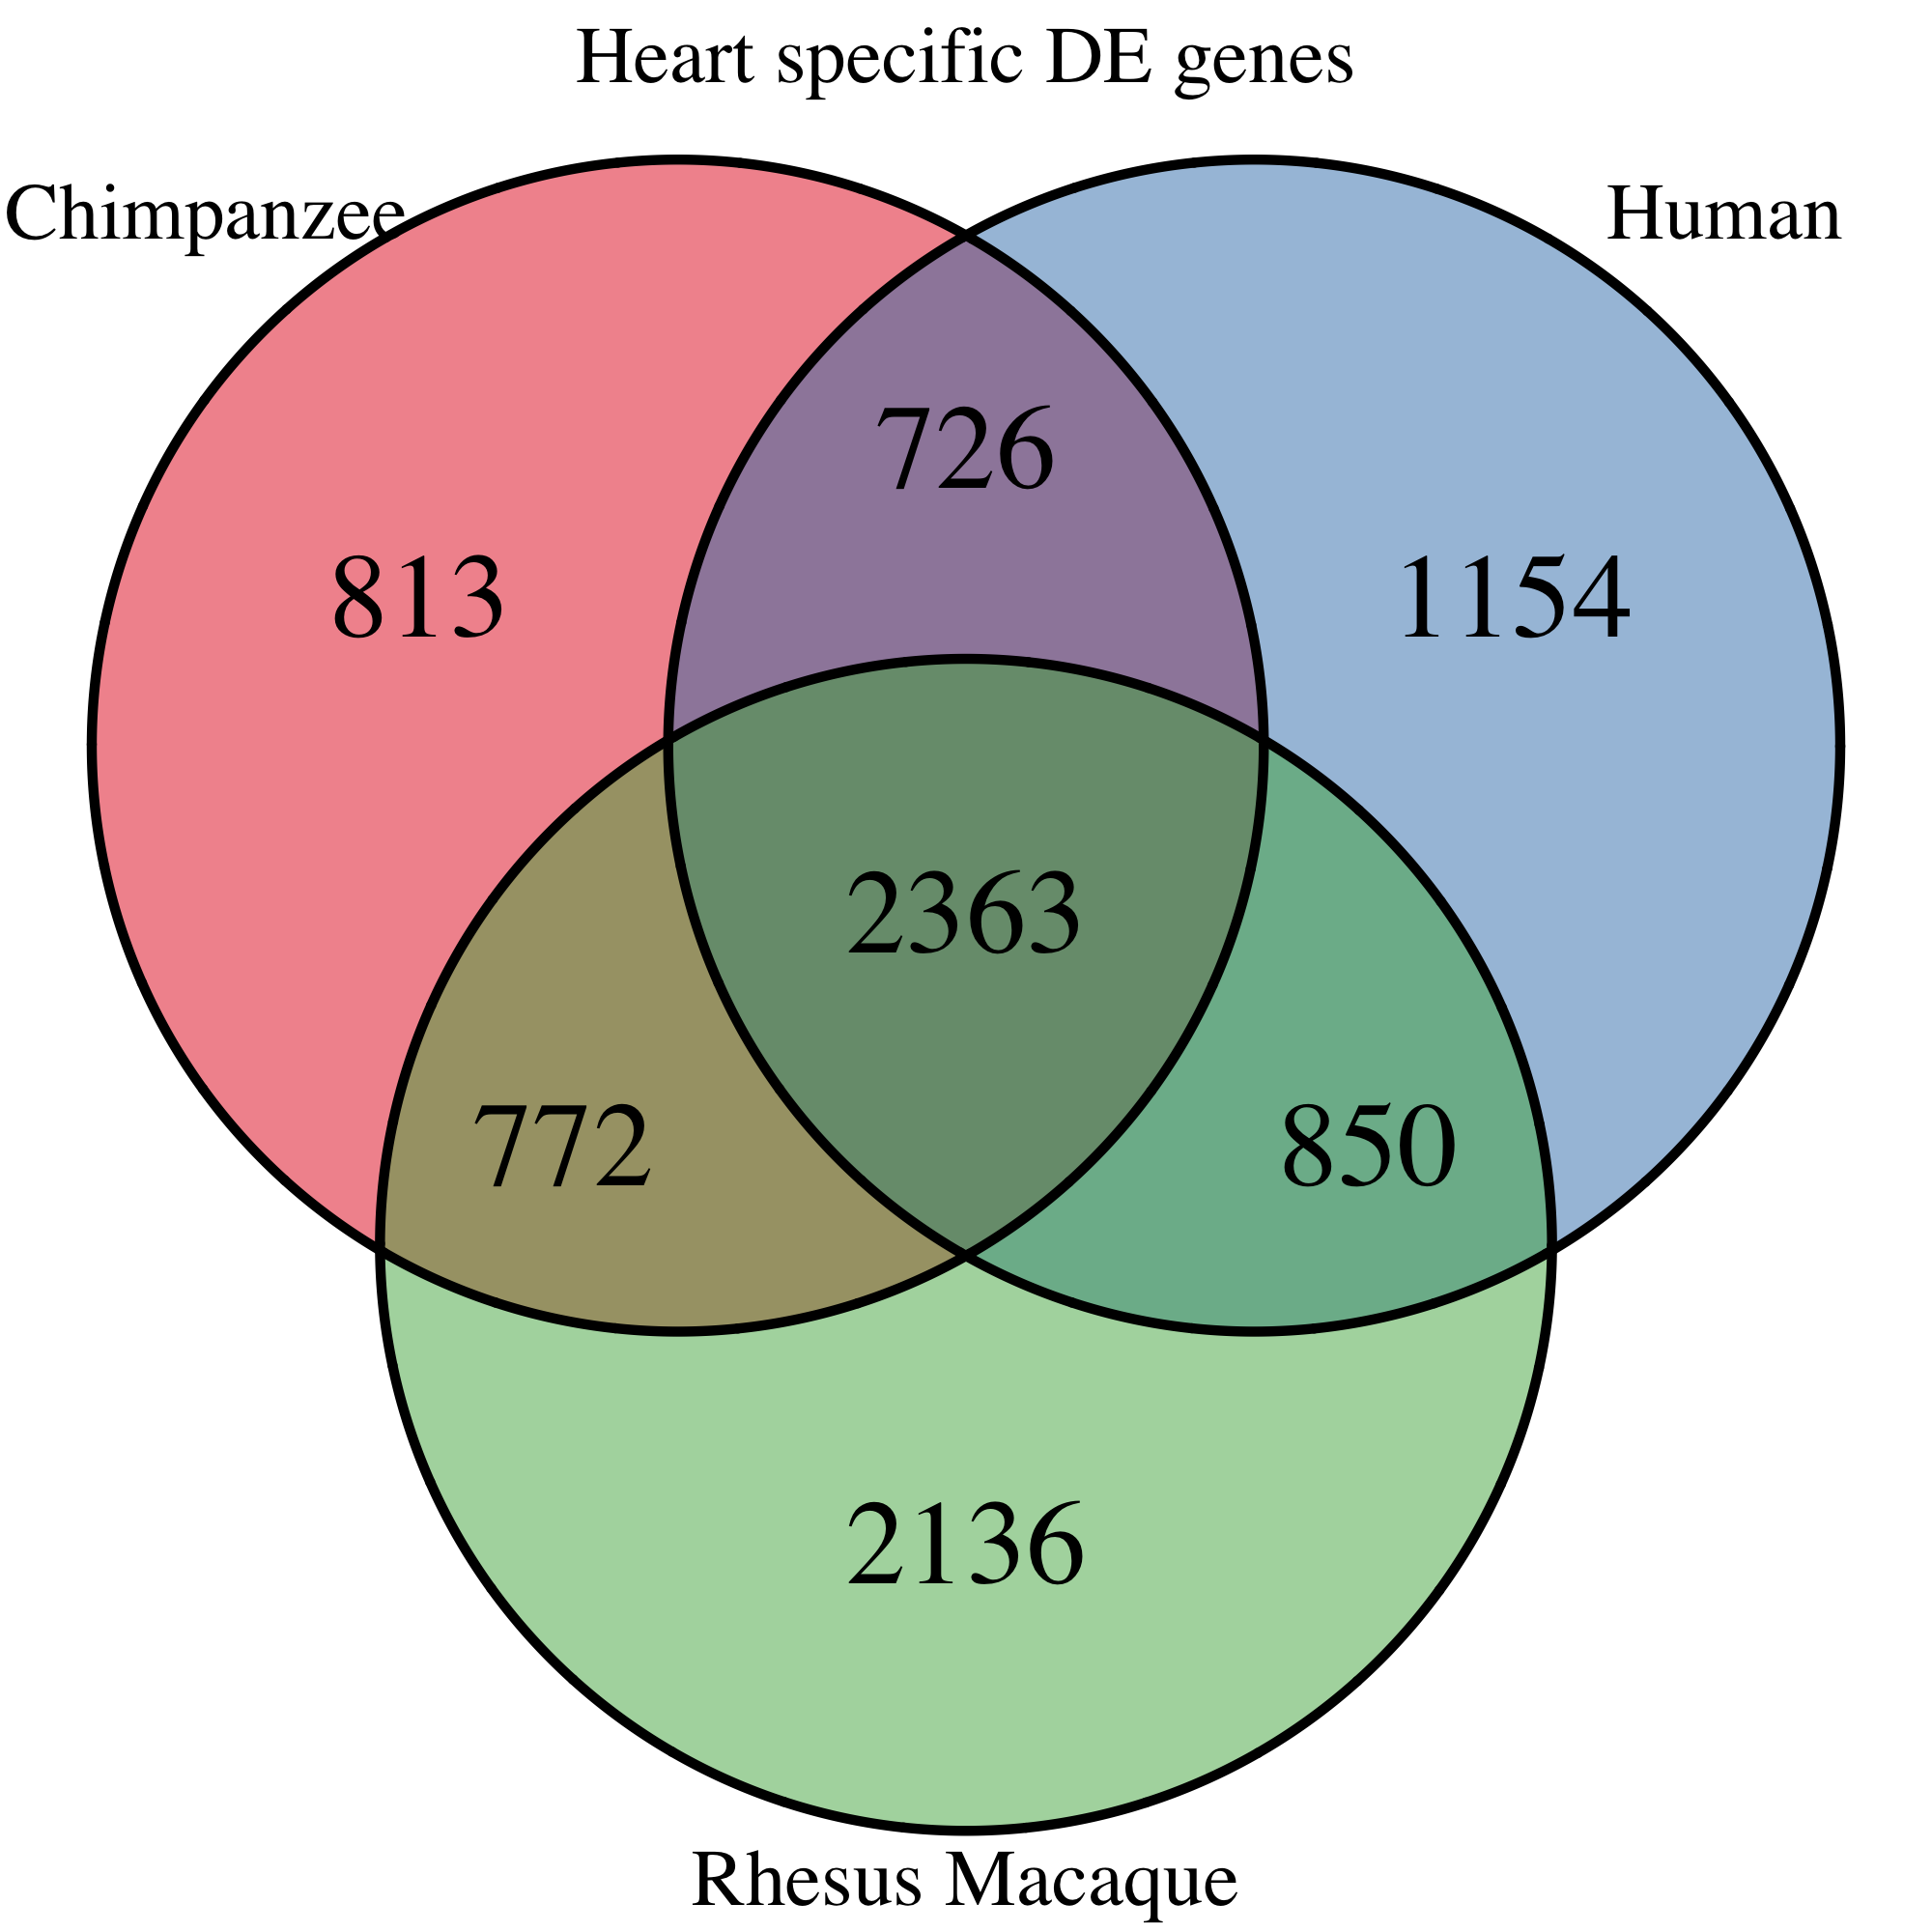 Heart specific DE genes
Chimpanzee
Human
726
813
1154
2363
772
850
2136
Rhesus Macaque